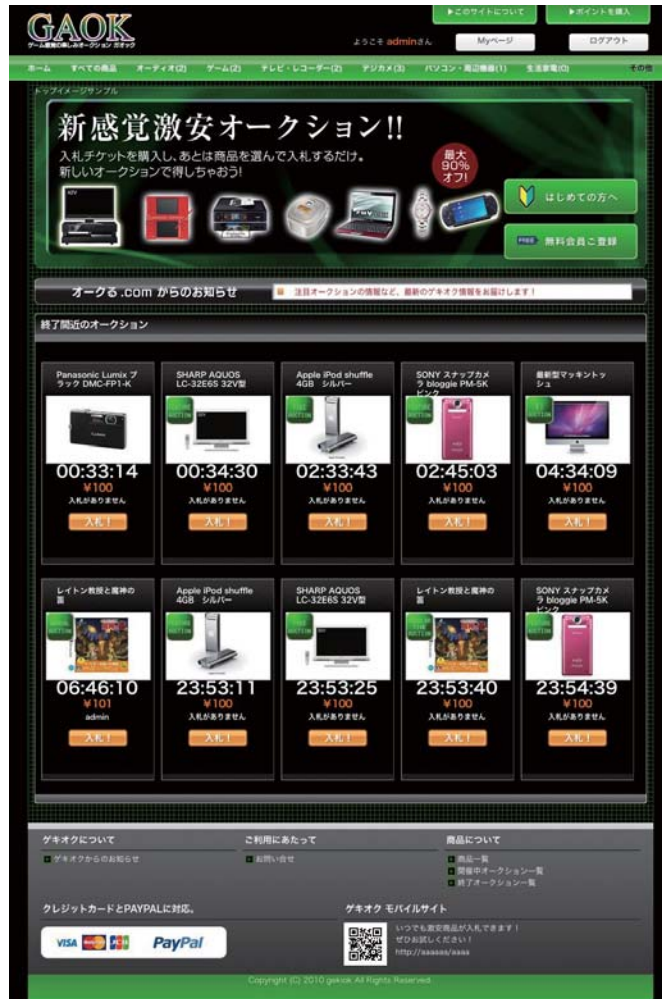 GAOK
ゲーム感覚の楽しみオークション ガオック
▶このサイトについて
▶ポイントを購入
ようこそ adminさん
Myページ
ログアウト
ホーム すべての商品 オーディオ(2) ゲーム(2) テレビ・レコーダー(2) デジカメ(3) パソコン・周辺機器(1) 生活家電(0) その他
トップイメージサンプル
新感覚激安オークション!!
入札チケットを購入し、あとは商品を選んで入札するだけ。
新しいオークションで得しちゃおう!
最大
90%
オフ!
はじめての方へ
FREE 無料会員ご登録
オークる.com からのお知らせ
注目オークションの情報など、最新のゲキオク情報をお届けします!
終了間近のオークション
Panasonic Lumix ブ
ラック DMC-FP1-K
00:33:14
¥100
入札がありません
入札!
SHARP AQUOS
LC-32E6S 32V型
00:34:30
¥100
入札がありません
入札!
Apple iPod shuffle
4GB シルバー
02:33:43
¥100
入札がありません
入札!
SONY スナップカメ
ラ bloggie PM-5K
ピンク
02:45:03
¥100
入札がありません
入札!
最新型マッキントッ
シュ
04:34:09
¥100
入札がありません
入札!
レイトン教授と魔神の
笛
06:46:10
¥101
admin
入札!
Apple iPod shuffle
4GB シルバー
23:53:11
¥100
入札がありません
入札!
SHARP AQUOS
LC-32E6S 32V型
23:53:25
¥100
入札がありません
入札!
レイトン教授と魔神の
笛
23:53:40
¥100
入札がありません
入札!
SONY スナップカメ
ラ bloggie PM-5K
ピンク
23:54:39
¥100
入札がありません
入札!
ゲキオクについて
ゲキオクからのお知らせ
ご利用にあたって
お問い合せ
商品について
商品一覧
開催中オークション一覧
終了オークション一覧
クレジットカードとPAYPALに対応。
VISA MasterCard JCB PayPal
ゲキオク モバイルサイト
いつでも激安商品が入札できます!
ぜひお試しください!
http://aaaaas/aaaa
Copyright (C) 2010 gekiok All Rights Reserved.